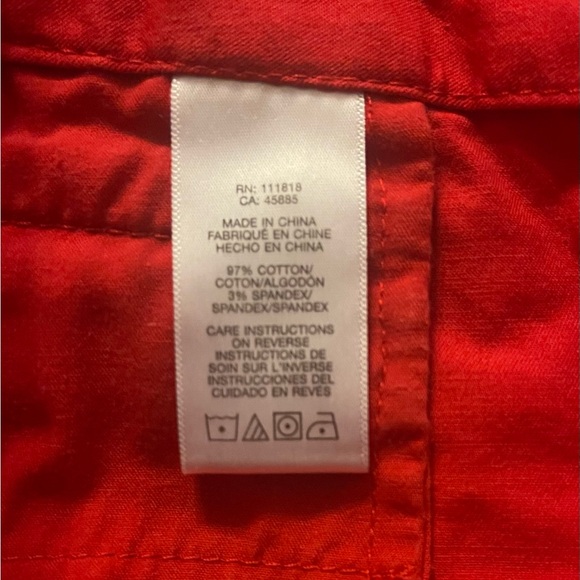 RN: 111818
CA: 45885
MADE IN CHINA
FABRIQUÉ EN CHINE
HECHO EN CHINA
97% COTTON/
COTON/ALGODÓN
3% SPANDEX/
SPANDEX/SPANDEX
CARE INSTRUCTIONS
ON REVERSE
INSTRUCTIONS DE
SOIN SUR L'INVERSE
INSTRUCCIONES DEL
CUIDADO EN REVÉS